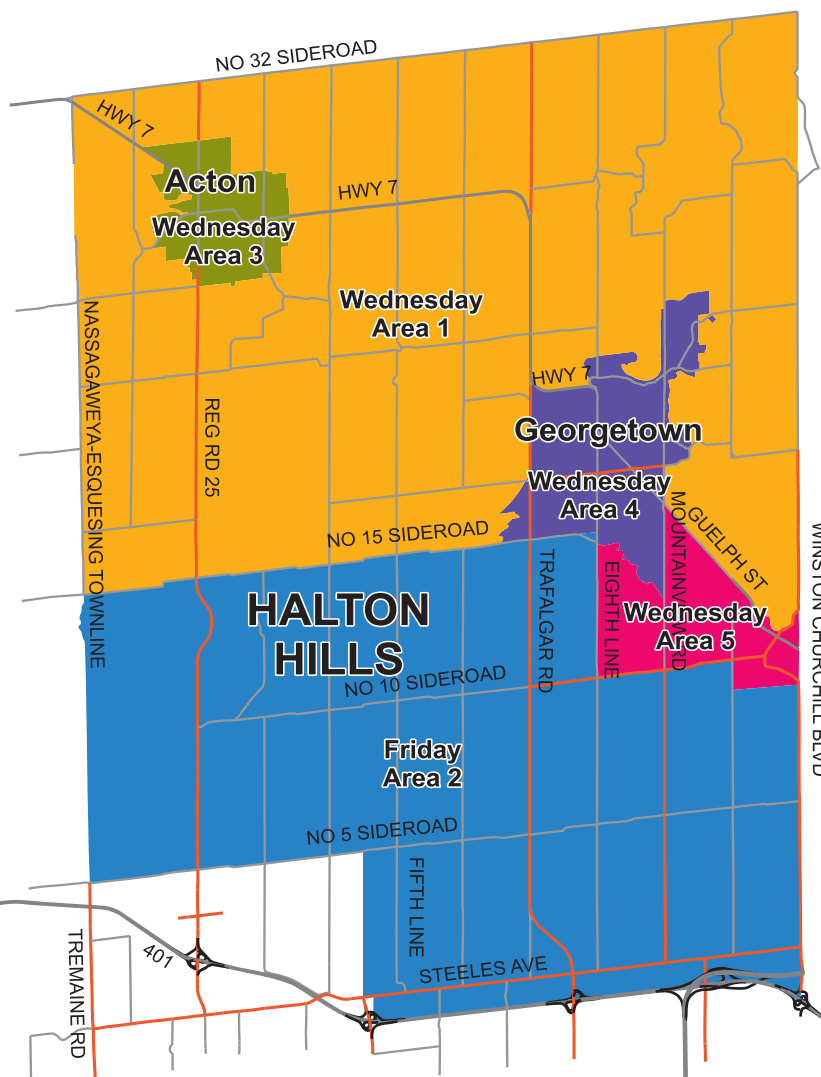 NO 32 SIDEROAD
HWY 7
Acton
HWY 7
Wednesday
Area 3
Wednesday
Area 1
NASSAGAWEYA-ESQUESING TOWNLINE
HWY 7
REG RD 25
Georgetown
Wednesday
Area 4
MOUNTAINVIEW RD
GUELPH ST
NO 15 SIDEROAD
WINSTON CHURCHILL BLVD
TRAFALGAR RD
EIGHTH LINE
HALTON
HILLS
Wednesday
Area 5
NO 10 SIDEROAD
Friday
Area 2
NO 5 SIDEROAD
FIFTH LINE
TREMAINE RD
401
STEELES AVE